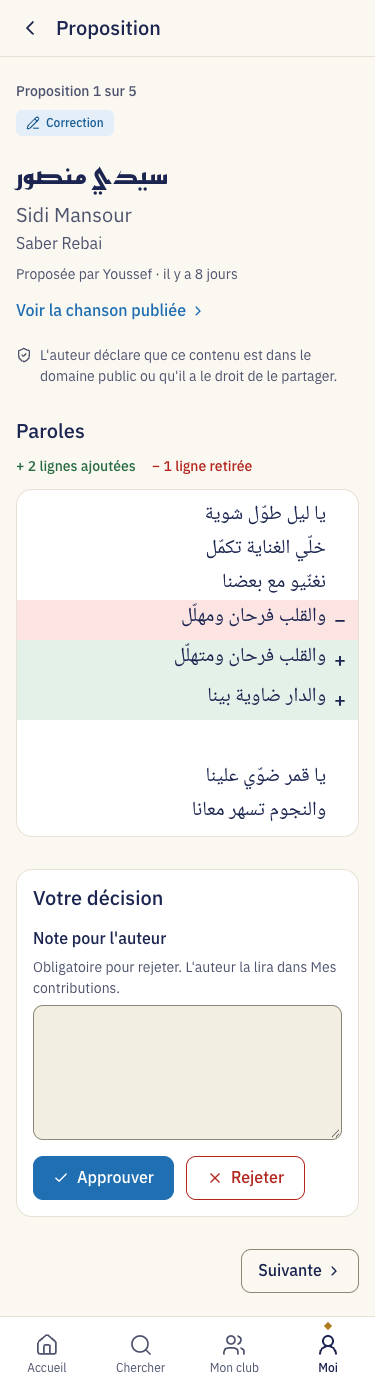 Proposition
Proposition 1 sur 5
Correction
سيدي منصور
Sidi Mansour
Saber Rebai
Proposée par Youssef · il y a 8 jours
Voir la chanson publiée
L'auteur déclare que ce contenu est dans le
domaine public ou qu'il a le droit de le partager.
Paroles
+ 2 lignes ajoutées − 1 ligne retirée
يا ليل طوّل شوية
خلّي الغناية تكمّل
نغنّيو مع بعضنا
− والقلب فرحان ومهلّل
+ والقلب فرحان ومتهلّل
+ والدار ضاوية بينا
يا قمر ضوّي علينا
والنجوم تسهر معانا
Votre décision
Note pour l'auteur
Obligatoire pour rejeter. L'auteur la lira dans Mes
contributions.
Approuver Rejeter
Suivante
Accueil Chercher Mon club Moi